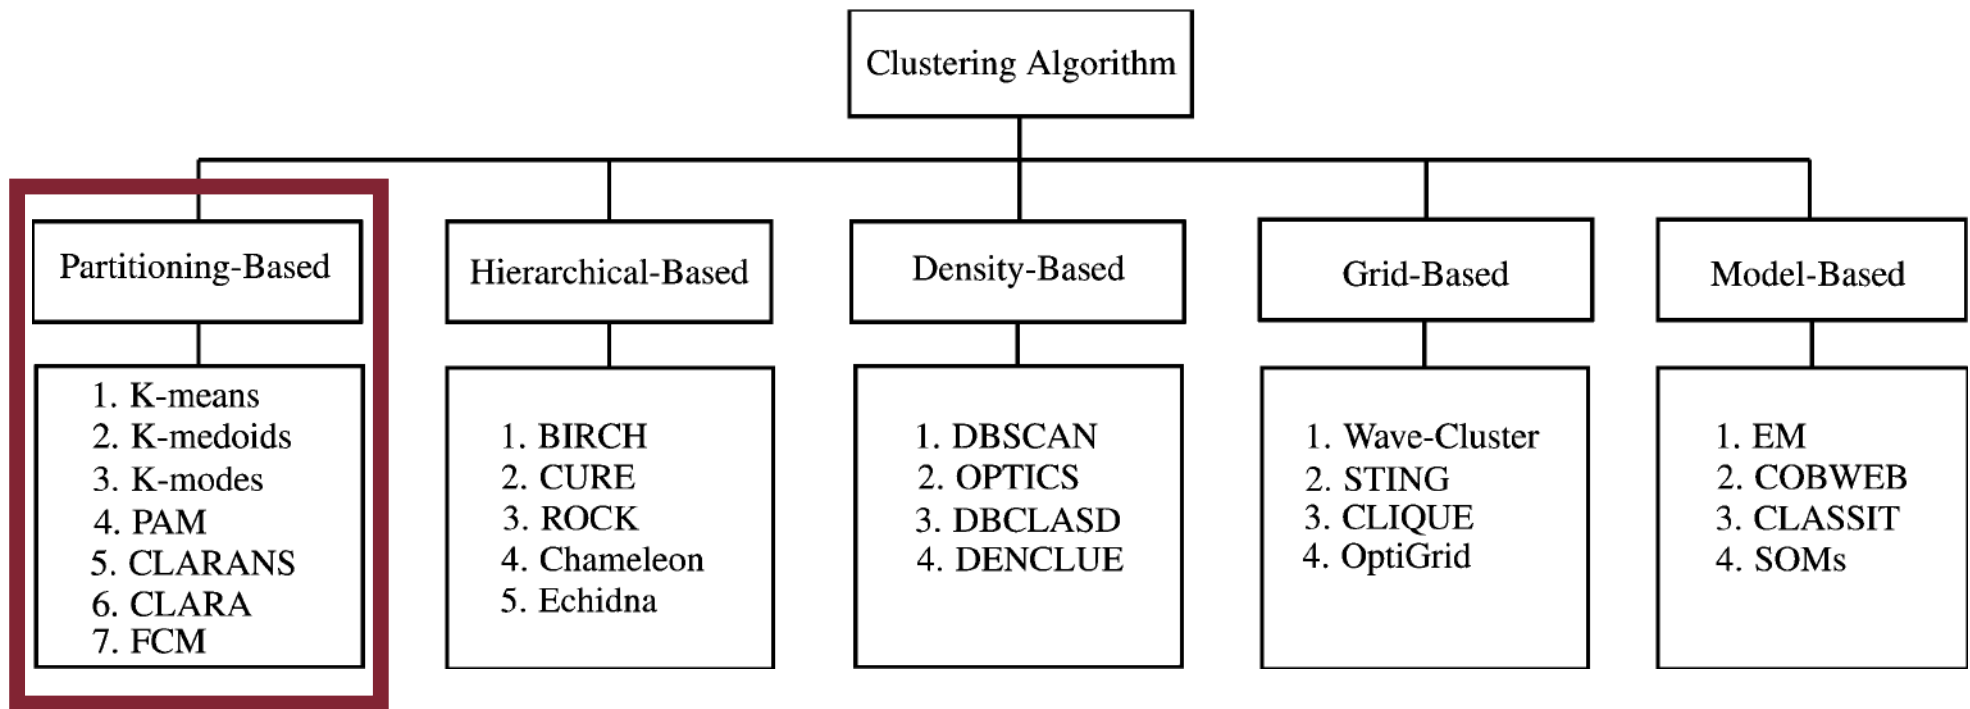 Clustering Algorithm
Partitioning-Based
Hierarchical-Based
Density-Based
Grid-Based
Model-Based
1. K-means
2. K-medoids
3. K-modes
4. PAM
5. CLARANS
6. CLARA
7. FCM
1. BIRCH
2. CURE
3. ROCK
4. Chameleon
5. Echidna
1. DBSCAN
2. OPTICS
3. DBCLASD
4. DENCLUE
1. Wave-Cluster
2. STING
3. CLIQUE
4. OptiGrid
1. EM
2. COBWEB
3. CLASSIT
4. SOMs